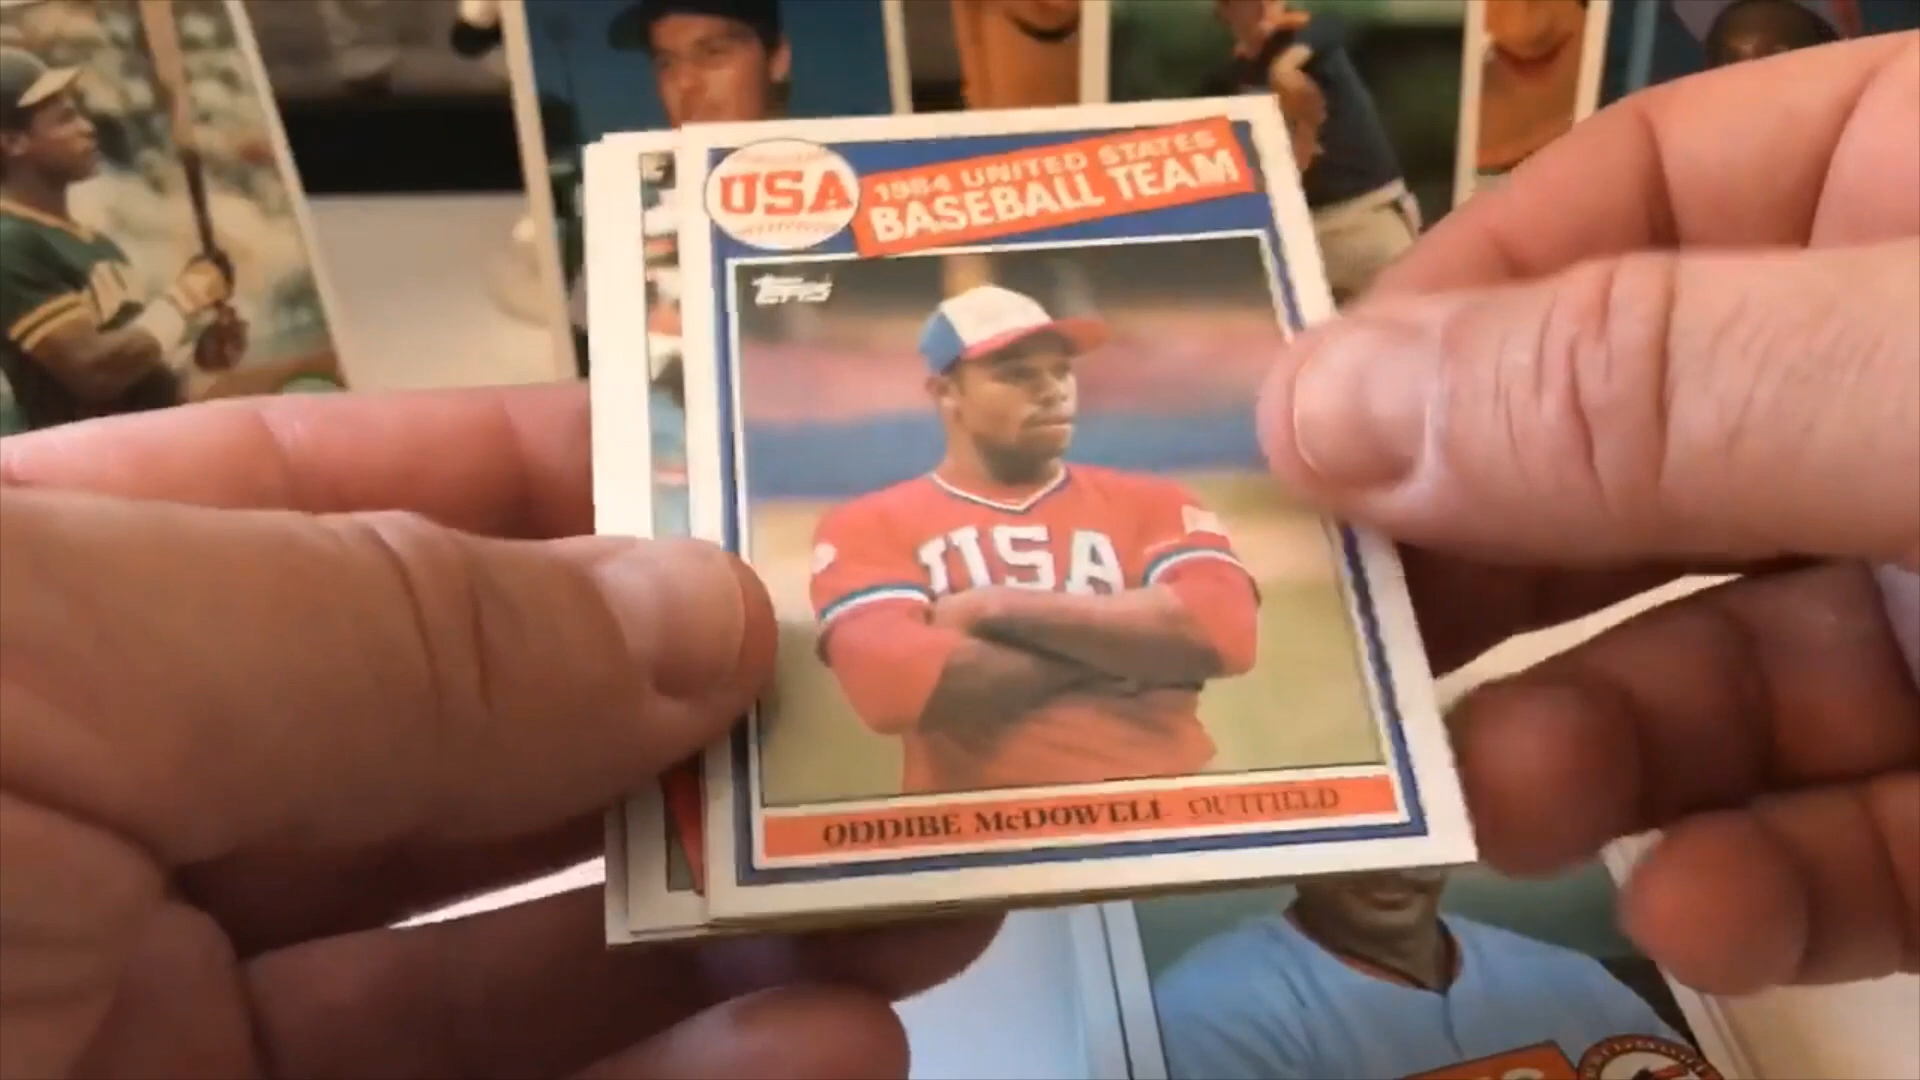 USA
1984 UNITED STATES
BASEBALL TEAM
Topps
USA
ODDIBE McDOWELL- OUTFIELD